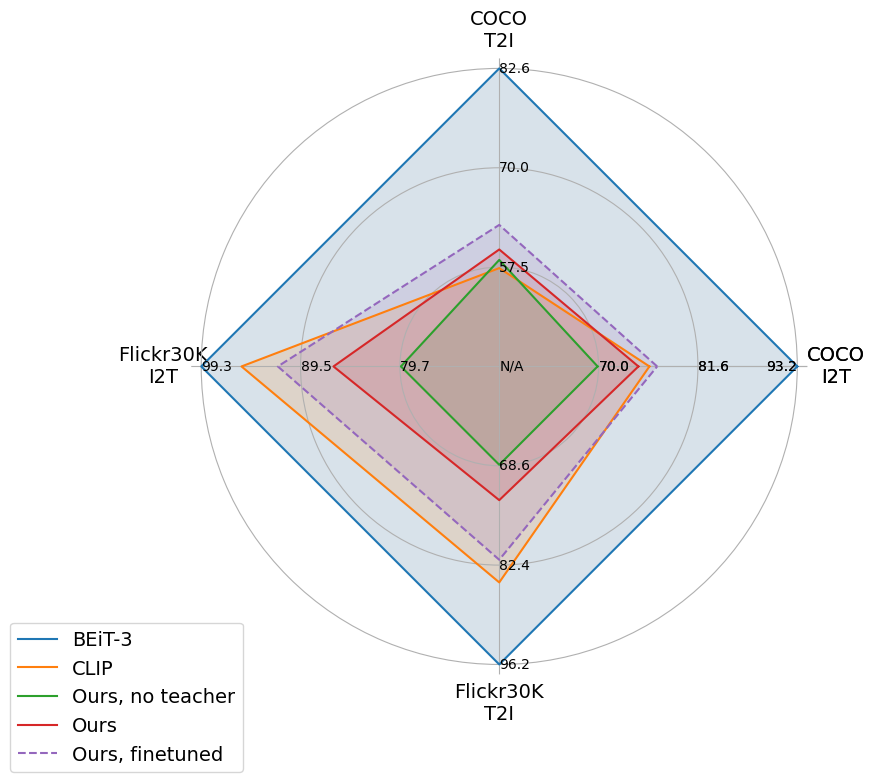 COCO
T2I
82.6
70.0
57.5
Flickr30K
I2T
99.3
89.5
79.7
N/A
70.0
81.6
93.2
COCO
I2T
68.6
82.4
96.2
Flickr30K
T2I
BEiT-3
CLIP
Ours, no teacher
Ours
Ours, finetuned